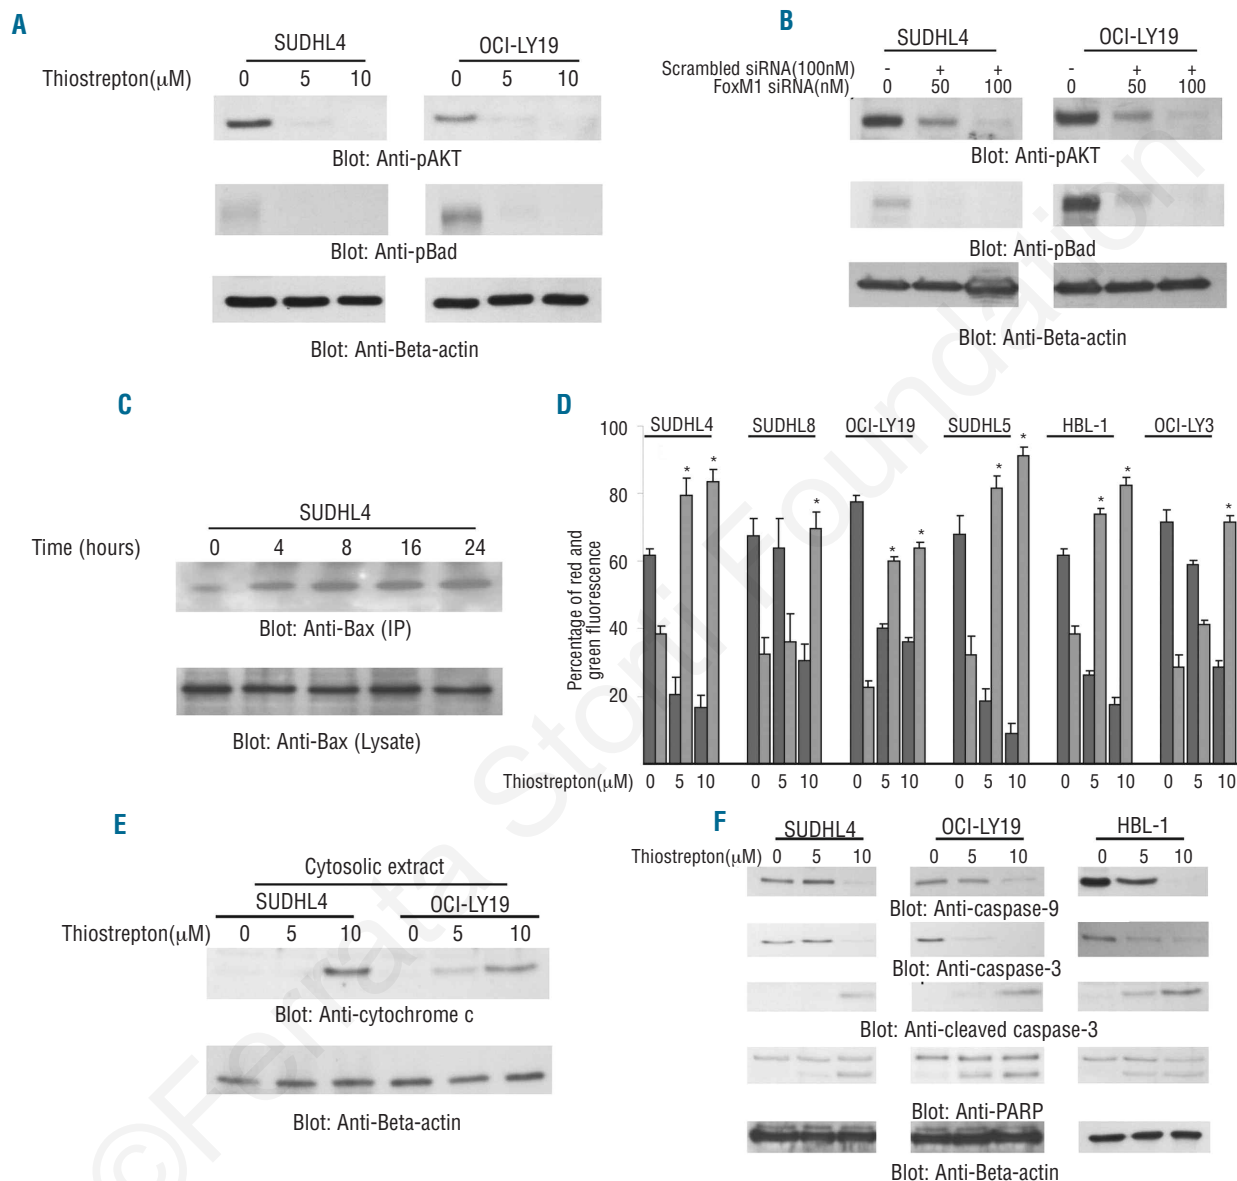 A
SUDHL4 OCI-LY19
Thiostrepton(μM) 0 5 10 0 5 10
Blot: Anti-pAKT
Blot: Anti-pBad
Blot: Anti-Beta-actin
B
SUDHL4 OCI-LY19
Scrambled siRNA(100nM) - + + - + +
FoxM1 siRNA(nM) 0 50 100 0 50 100
Blot: Anti-pAKT
Blot: Anti-pBad
Blot: Anti-Beta-actin
C
SUDHL4
Time (hours) 0 4 8 16 24
Blot: Anti-Bax (IP)
Blot: Anti-Bax (Lysate)
D
SUDHL4 SUDHL8 OCI-LY19 SUDHL5 HBL-1 OCI-LY3
Percentage of red and
green fluorescence
100
80
60
40
20
* * * * * * * * * *
Thiostrepton(μM) 0 5 10 0 5 10 0 5 10 0 5 10 0 5 10 0 5 10
E
Cytosolic extract
SUDHL4 OCI-LY19
Thiostrepton(μM) 0 5 10 0 5 10
Blot: Anti-cytochrome c
Blot: Anti-Beta-actin
F
SUDHL4 OCI-LY19 HBL-1
Thiostrepton(μM) 0 5 10 0 5 10 0 5 10
Blot: Anti-caspase-9
Blot: Anti-caspase-3
Blot: Anti-cleaved caspase-3
Blot: Anti-PARP
Blot: Anti-Beta-actin
©Ferrata Storti Foundation